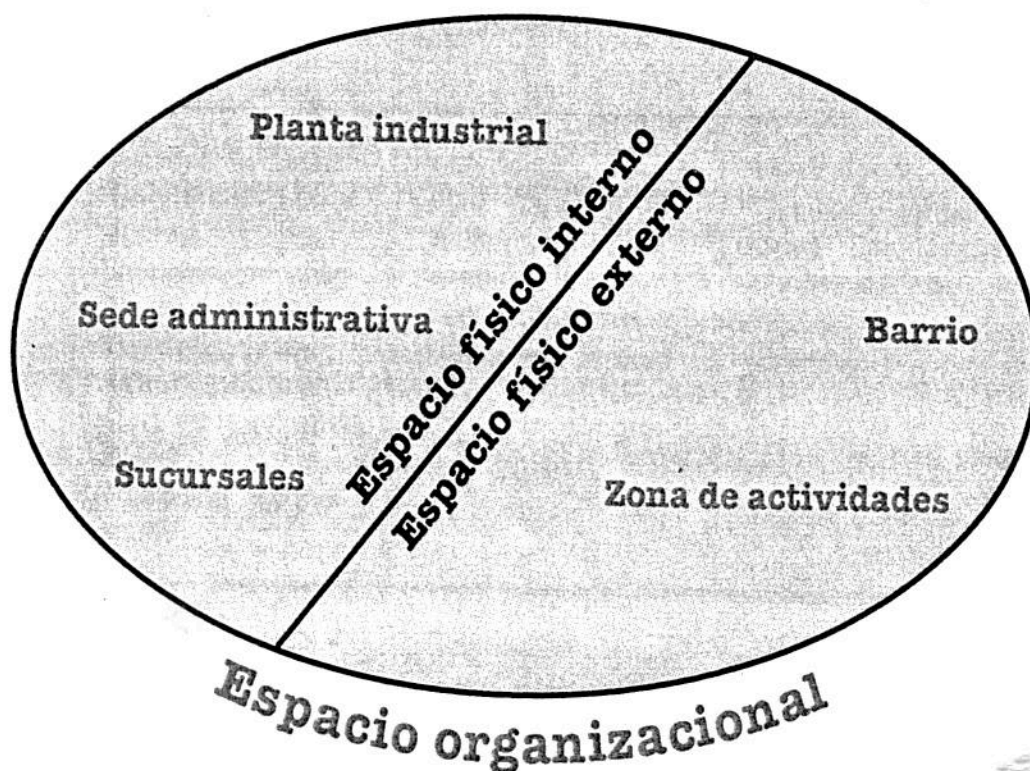 Planta industrial
Espacio físico interno
Espacio físico externo
Sede administrativa
Barrio
Sucursales
Zona de actividades
Espacio organizacional